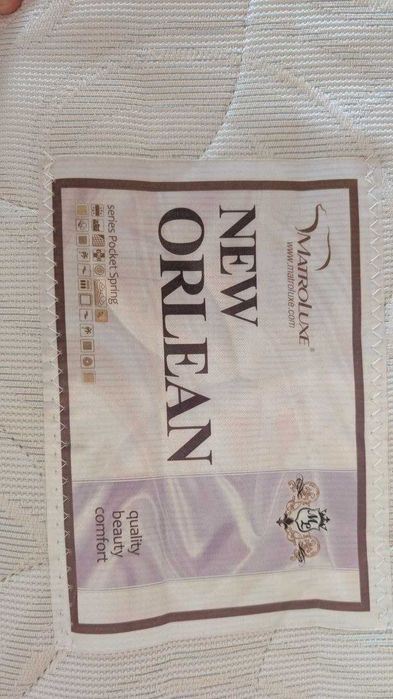 MATROLUXE®
www.matroluxe.com
NEW
ORLEAN
series Pocket Spring
quality
beauty
comfort